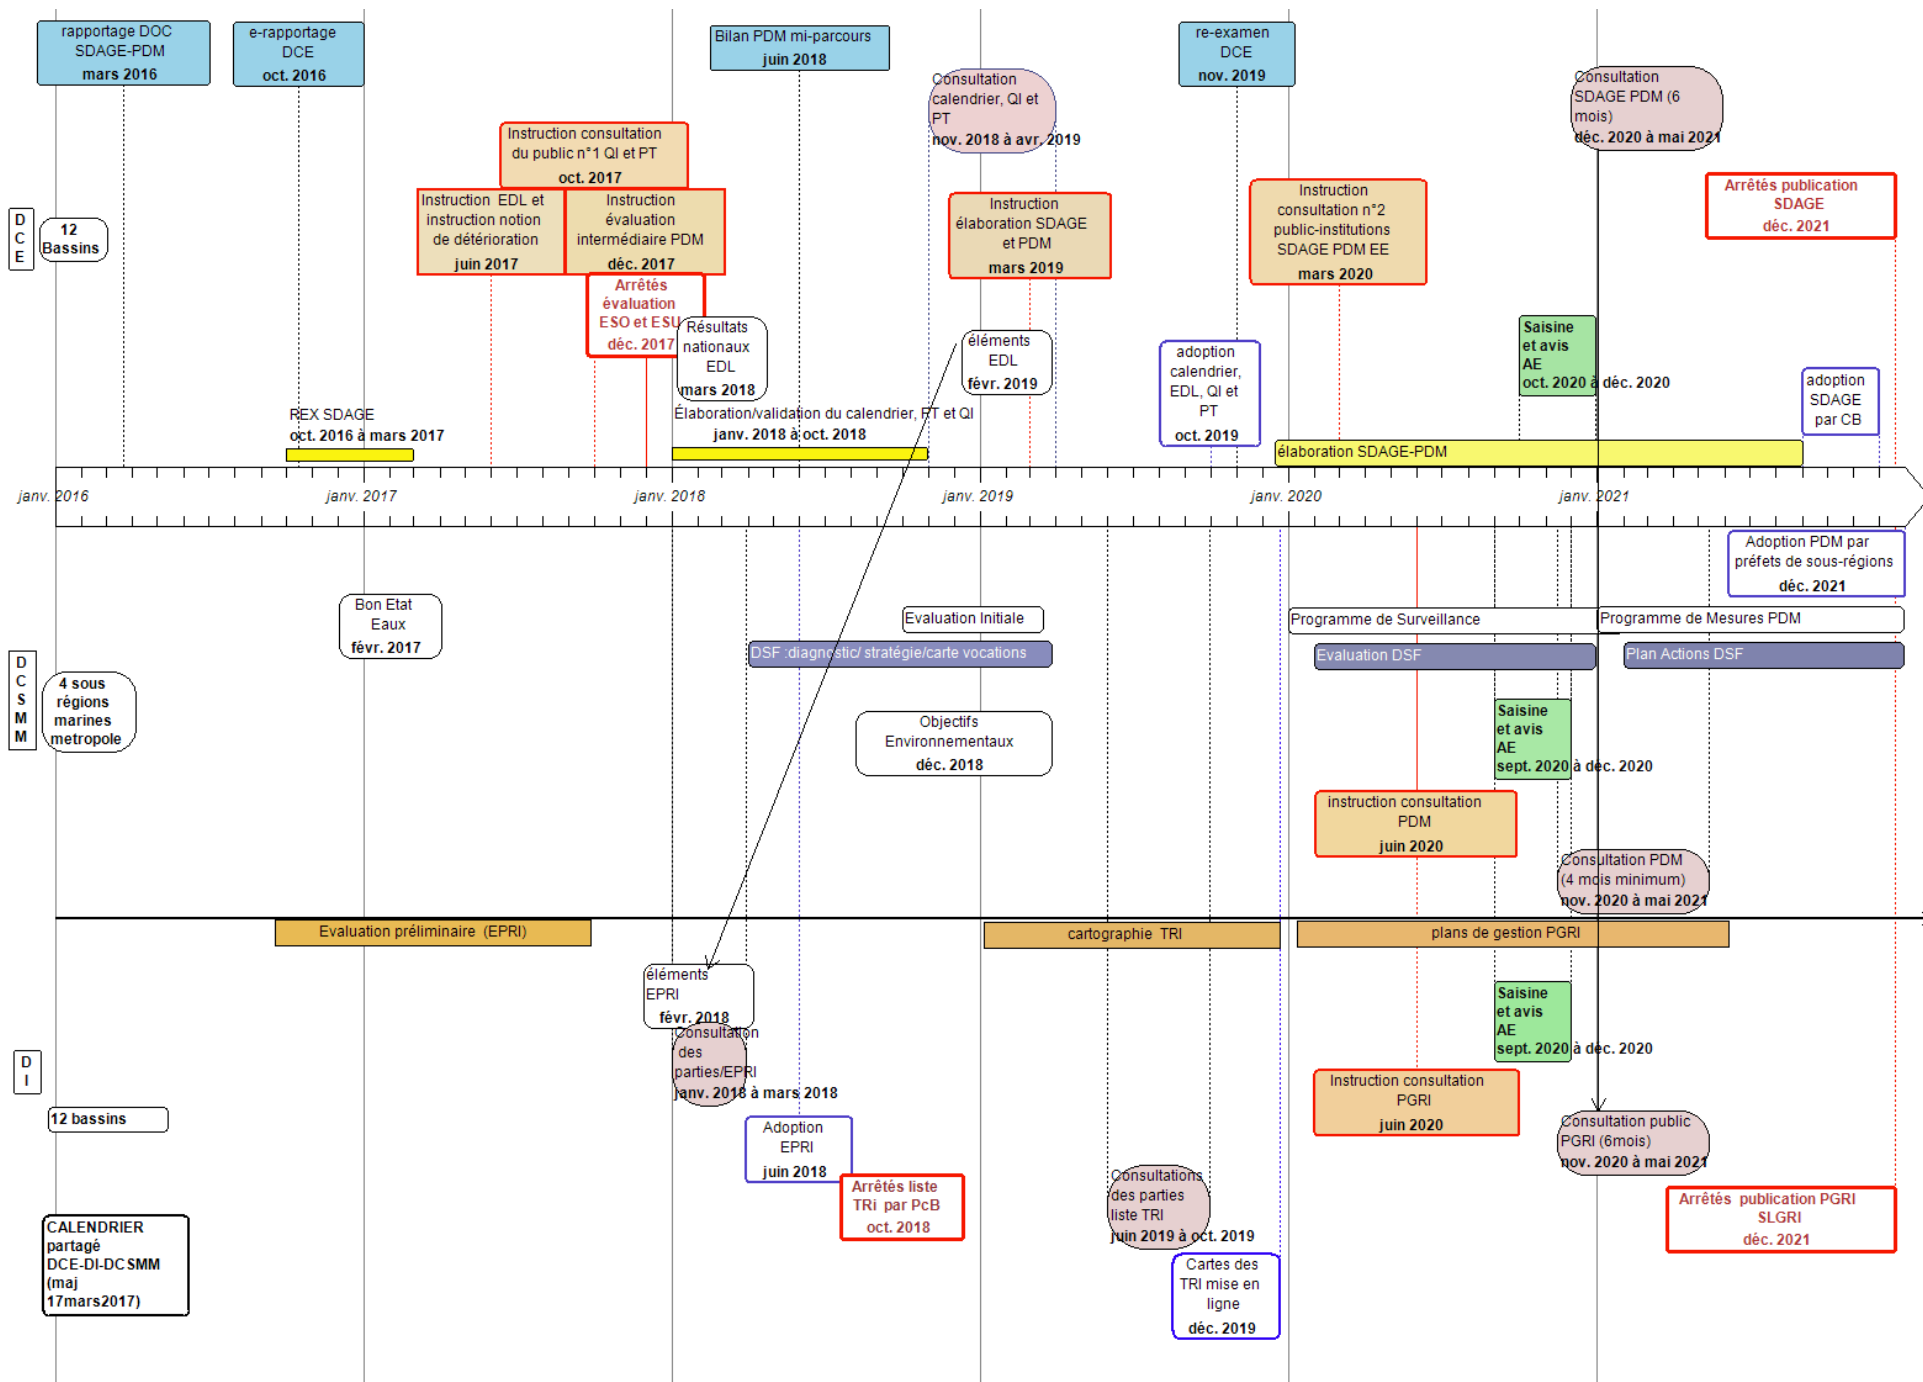 rapportage DOC
SDAGE-PDM
mars 2016
e-rapportage
DCE
oct. 2016
Bilan PDM mi-parcours
juin 2018
re-examen
DCE
nov. 2019
Consultation
calendrier, QI et
PT
nov. 2018 à avr. 2019
Consultation
SDAGE PDM (6
mois)
déc. 2020 à mai 2021
Instruction consultation
du public n°1 QI et PT
oct. 2017
Instruction EDL et
instruction notion
de détérioration
juin 2017
Instruction
évaluation
intermédiaire PDM
déc. 2017
Instruction
élaboration SDAGE
et PDM
mars 2019
Instruction
consultation n°2
public-institutions
SDAGE PDM EE
mars 2020
Arrêtés publication
SDAGE
déc. 2021
D
C
E
12
Bassins
Arrêtés
évaluation
ESO et ESU
déc. 2017
Résultats
nationaux
EDL
mars 2018
éléments
EDL
févr. 2019
adoption
calendrier,
EDL, QI et
PT
oct. 2019
Saisine
et avis
AE
oct. 2020 à déc. 2020
adoption
SDAGE
par CB
REX SDAGE
oct. 2016 à mars 2017
Élaboration/validation du calendrier, PT et QI
janv. 2018 à oct. 2018
élaboration SDAGE-PDM
janv. 2016
janv. 2017
janv. 2018
janv. 2019
janv. 2020
janv. 2021
Adoption PDM par
préfets de sous-régions
déc. 2021
Bon Etat
Eaux
févr. 2017
Evaluation Initiale
Programme de Surveillance
Programme de Mesures PDM
DSF :diagnostic/ stratégie/carte vocations
Evaluation DSF
Plan Actions DSF
D
C
S
M
M
4 sous
régions
marines
metropole
Objectifs
Environnementaux
déc. 2018
Saisine
et avis
AE
sept. 2020 à déc. 2020
instruction consultation
PDM
juin 2020
Consultation PDM
(4 mois minimum)
nov. 2020 à mai 2021
Evaluation préliminaire (EPRI)
cartographie TRI
plans de gestion PGRI
éléments
EPRI
févr. 2018
Consultation
des
parties/EPRI
janv. 2018 à mars 2018
Saisine
et avis
AE
sept. 2020 à déc. 2020
D
I
12 bassins
Instruction consultation
PGRI
juin 2020
Adoption
EPRI
juin 2018
Consultation public
PGRI (6mois)
nov. 2020 à mai 2021
Arrêtés liste
TRi par PcB
oct. 2018
Consultations
des parties
liste TRI
juin 2019 à oct. 2019
Arrêtés publication PGRI
SLGRI
déc. 2021
CALENDRIER
partagé
DCE-DI-DCSMM
(maj
17mars2017)
Cartes des
TRI mise en
ligne
déc. 2019